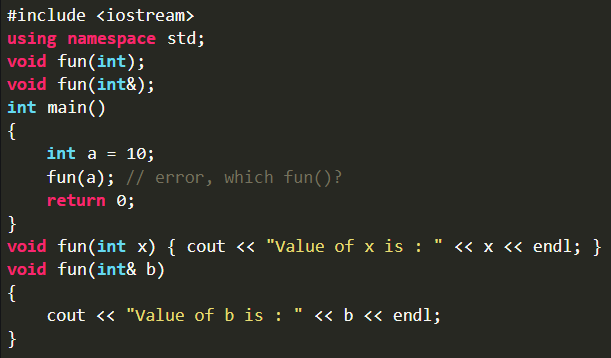 #include <iostream>
using namespace std;
void fun(int);
void fun(int&);
int main()
{
    int a = 10;
    fun(a); // error, which fun()?
    return 0;
}
void fun(int x) { cout << "Value of x is : " << x << endl; }
void fun(int& b)
{
    cout << "Value of b is : " << b << endl;
}